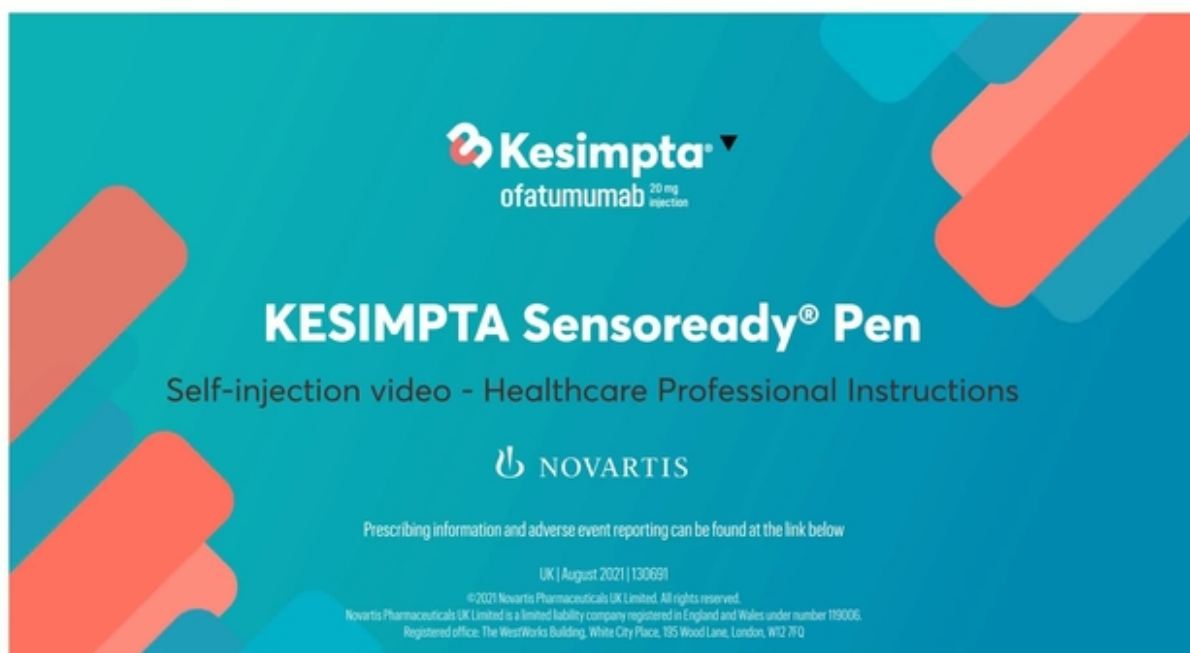 Kesimpta® ▼
ofatumumab 20 mg injection
KESIMPTA Sensoready® Pen
Self-injection video - Healthcare Professional Instructions
NOVARTIS
Prescribing information and adverse event reporting can be found at the link below
UK | August 2021 | 130691
©2021 Novartis Pharmaceuticals UK Limited. All rights reserved.
Novartis Pharmaceuticals UK Limited is a limited liability company registered in England and Wales under number 119006.
Registered office: The WestWorks Building, White City Place, 195 Wood Lane, London, W12 7FQ